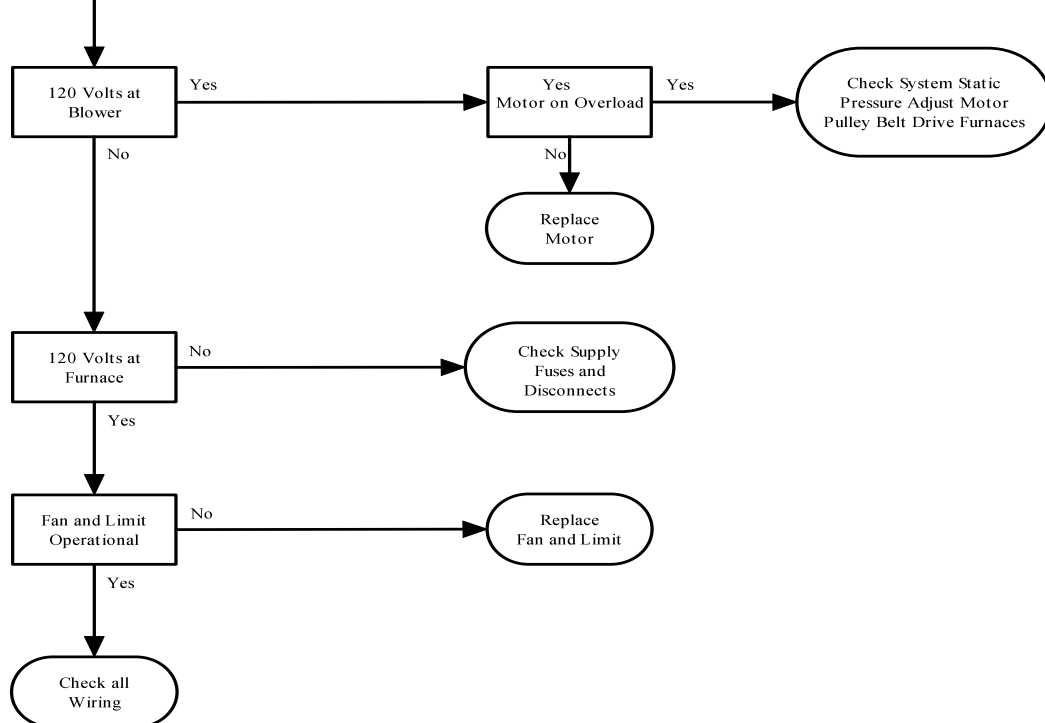 120 Volts at
Blower
Yes
Yes
Motor on Overload
Yes
Check System Static
Pressure Adjust Motor
Pulley Belt Drive Furnaces
No
No
Replace
Motor
120 Volts at
Furnace
No
Check Supply
Fuses and
Disconnects
Yes
Fan and Limit
Operational
No
Replace
Fan and Limit
Yes
Check all
Wiring